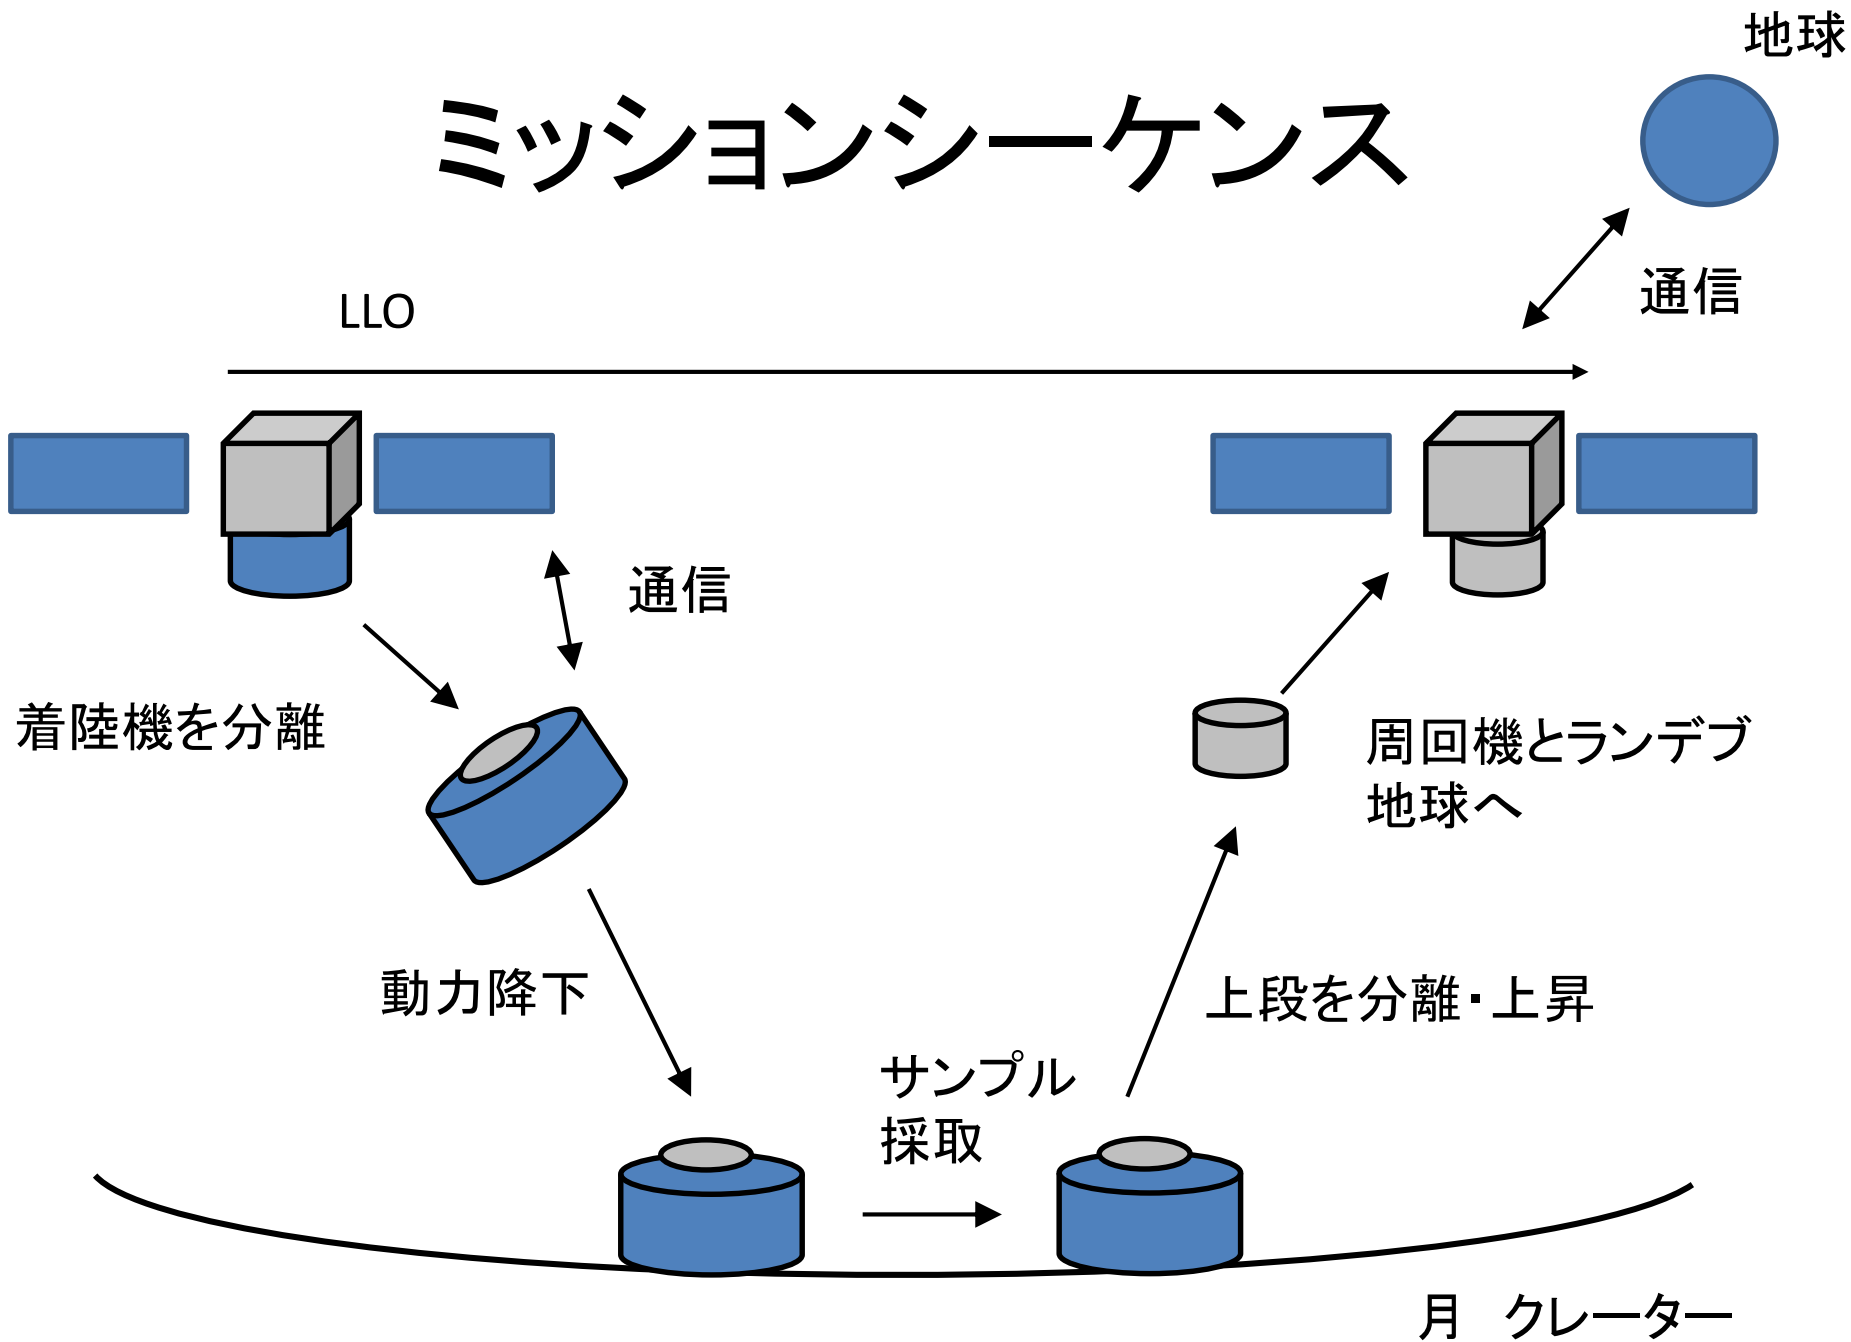 地球
ミッションシーケンス
通信
LLO
通信
着陸機を分離
周回機とランデブ
地球へ
動力降下
上段を分離・上昇
サンプル
採取
月　クレーター